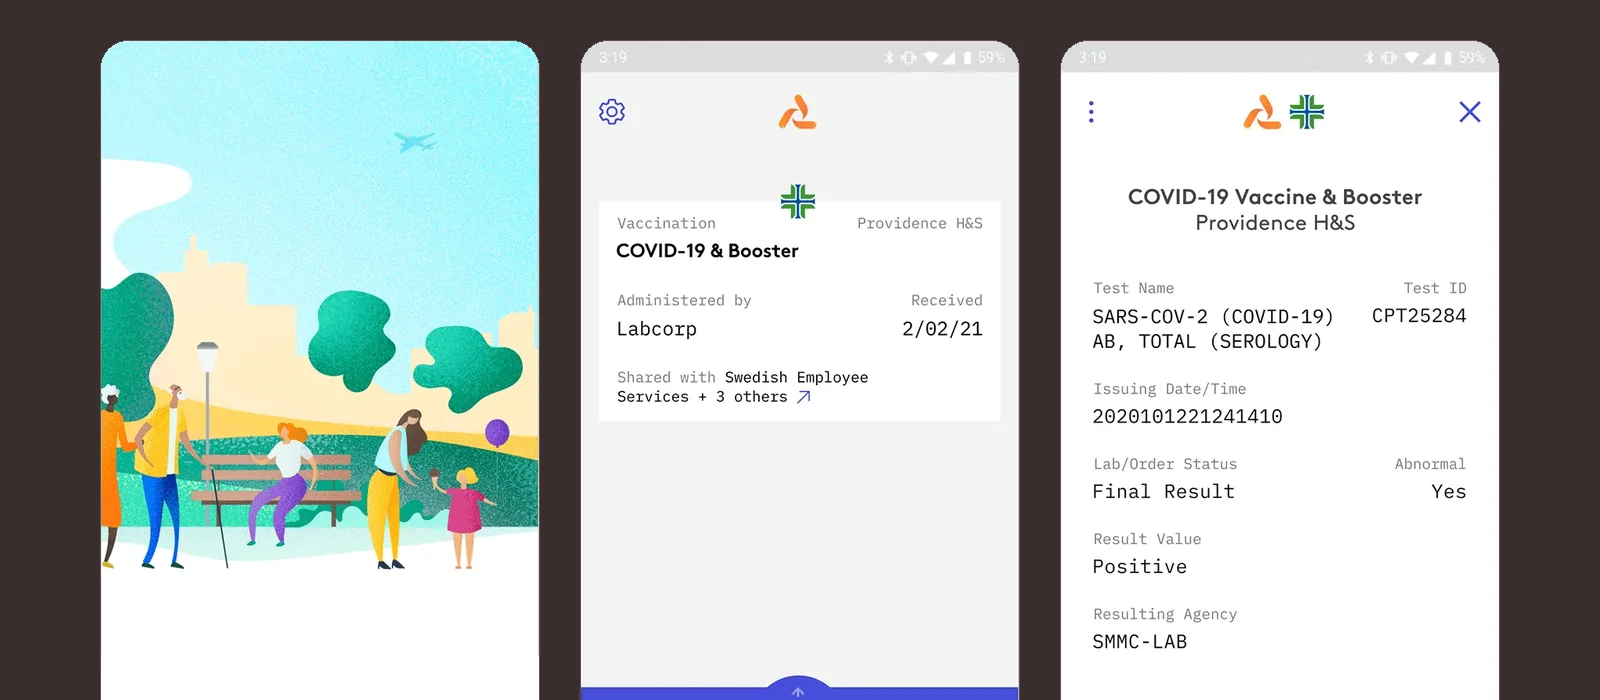 3:19
59%
Vaccination
Providence H&S
COVID-19 & Booster
Administered by
Received
Labcorp
2/02/21
Shared with Swedish Employee
Services + 3 others
3:19
59%
COVID-19 Vaccine & Booster
Providence H&S
Test Name
Test ID
SARS-COV-2 (COVID-19)
CPT25284
AB, TOTAL (SEROLOGY)
Issuing Date/Time
2020101221241410
Lab/Order Status
Abnormal
Final Result
Yes
Result Value
Positive
Resulting Agency
SMMC-LAB